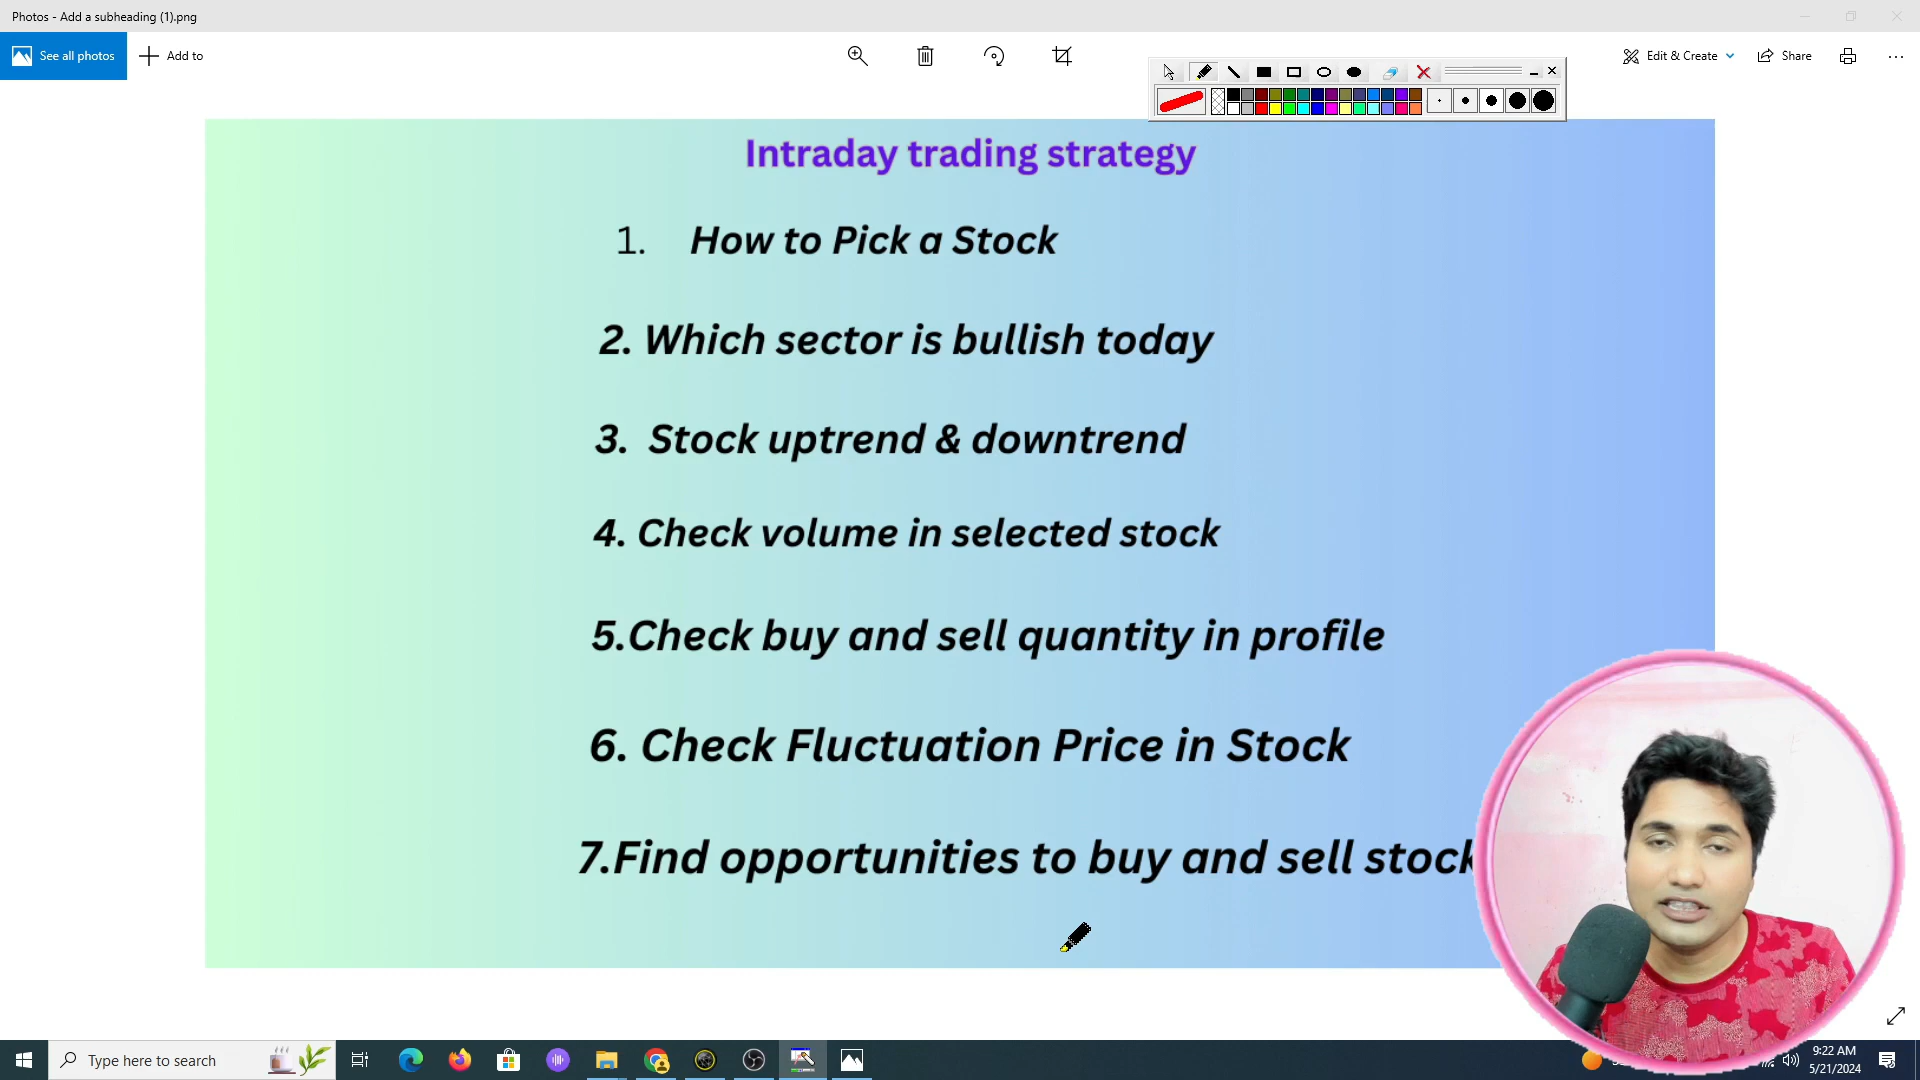 Photos - Add a subheading (1).png
See all photos
Add to
Edit & Create
Share
Intraday trading strategy
1. How to Pick a Stock
2. Which sector is bullish today
3. Stock uptrend & downtrend
4. Check volume in selected stock
5.Check buy and sell quantity in profile
6. Check Fluctuation Price in Stock
7.Find opportunities to buy and sell stock
Type here to search
9:22 AM
5/21/2024